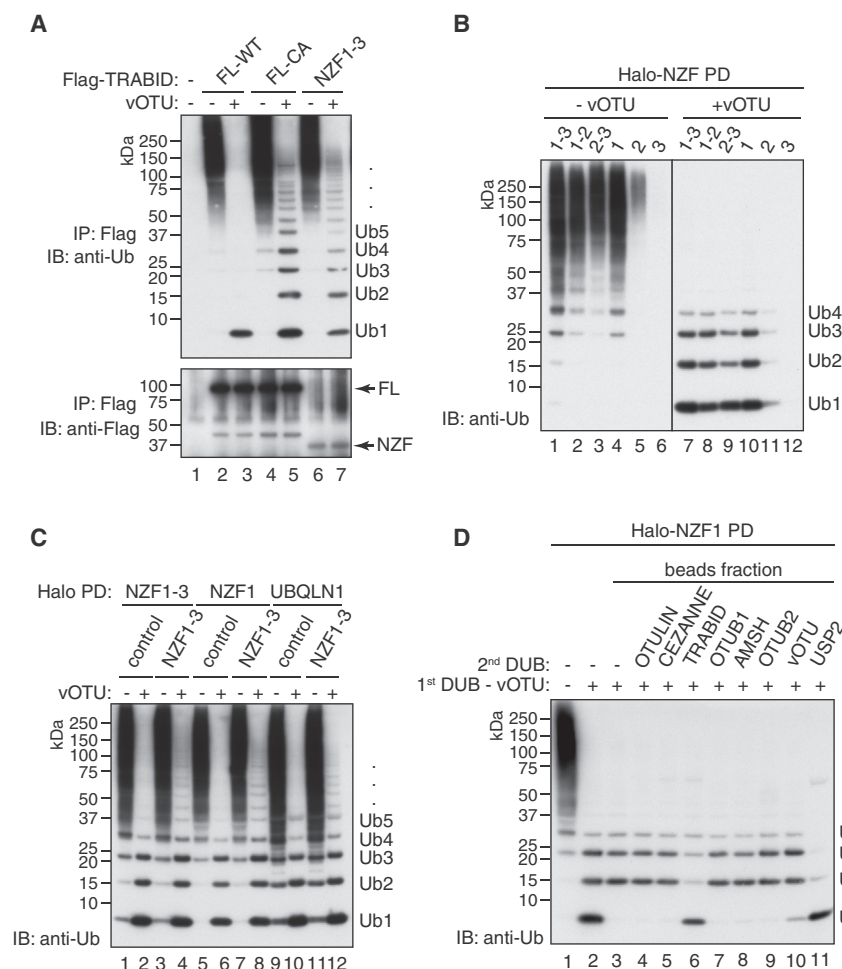 A
Flag-TRABID: - FL-WT FL-CA NZF1-3
vOTU: - - + - + - +
kDa
250
150
100
75
50
37
25
20
15
10
IP: Flag
IB: anti-Ub
Ub5
Ub4
Ub3
Ub2
Ub1
100
75
50
37
IP: Flag
IB: anti-Flag
FL
NZF
1 2 3 4 5 6 7
B
Halo-NZF PD
- vOTU +vOTU
1-3 1-2 2-3 1 2 3 1-3 1-2 2-3 1 2 3
kDa
250
150
100
75
50
37
25
20
15
10
Ub4
Ub3
Ub2
Ub1
IB: anti-Ub
1 2 3 4 5 6 7 8 9 10 11 12
C
Halo PD: NZF1-3 NZF1 UBQLN1
control NZF1-3 control NZF1-3 control NZF1-3
vOTU: - + - + - + - + - + - +
kDa
250
150
100
75
50
37
25
20
15
10
Ub5
Ub4
Ub3
Ub2
Ub1
IB: anti-Ub
1 2 3 4 5 6 7 8 9 10 11 12
D
Halo-NZF1 PD
beads fraction
2nd DUB: - - - OTULIN CEZANNE TRABID OTUB1 AMSH OTUB2 vOTU USP2
1st DUB - vOTU: - + + + + + + + + + +
kDa
250
150
100
75
50
37
25
20
15
10
IB: anti-Ub
1 2 3 4 5 6 7 8 9 10 11